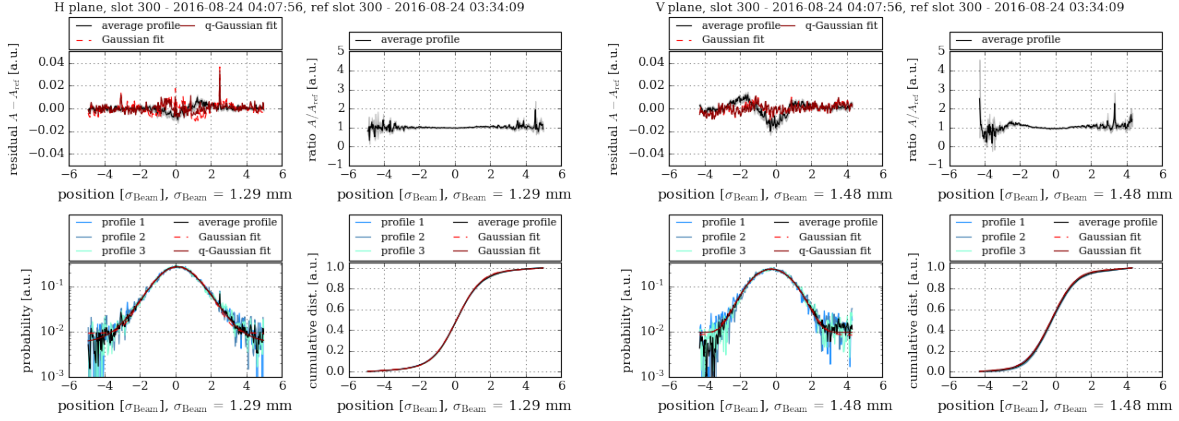 H plane, slot 300 - 2016-08-24 04:07:56, ref slot 300 - 2016-08-24 03:34:09
average profile
q-Gaussian fit
Gaussian fit
residual A − A_ref [a.u.]
0.04
0.02
0.00
−0.02
−0.04
−6 −4 −2 0 2 4 6
position [σ_Beam], σ_Beam = 1.29 mm
average profile
ratio A/A_ref [a.u.]
5
4
3
2
1
0
−1
−6 −4 −2 0 2 4 6
position [σ_Beam], σ_Beam = 1.29 mm
profile 1
profile 2
profile 3
average profile
Gaussian fit
q-Gaussian fit
probability [a.u.]
10^-1
10^-2
10^-3
−6 −4 −2 0 2 4 6
position [σ_Beam], σ_Beam = 1.29 mm
profile 1
profile 2
profile 3
average profile
Gaussian fit
Gaussian fit
cumulative dist. [a.u.]
1.0
0.8
0.6
0.4
0.2
0.0
−6 −4 −2 0 2 4 6
position [σ_Beam], σ_Beam = 1.29 mm
V plane, slot 300 - 2016-08-24 04:07:56, ref slot 300 - 2016-08-24 03:34:09
average profile
q-Gaussian fit
Gaussian fit
residual A − A_ref [a.u.]
0.04
0.02
0.00
−0.02
−0.04
−6 −4 −2 0 2 4 6
position [σ_Beam], σ_Beam = 1.48 mm
average profile
ratio A/A_ref [a.u.]
5
4
3
2
1
0
−1
−6 −4 −2 0 2 4 6
position [σ_Beam], σ_Beam = 1.48 mm
profile 1
profile 2
profile 3
average profile
Gaussian fit
q-Gaussian fit
probability [a.u.]
10^-1
10^-2
10^-3
−6 −4 −2 0 2 4 6
position [σ_Beam], σ_Beam = 1.48 mm
profile 1
profile 2
profile 3
average profile
Gaussian fit
Gaussian fit
cumulative dist. [a.u.]
1.0
0.8
0.6
0.4
0.2
0.0
−6 −4 −2 0 2 4 6
position [σ_Beam], σ_Beam = 1.48 mm